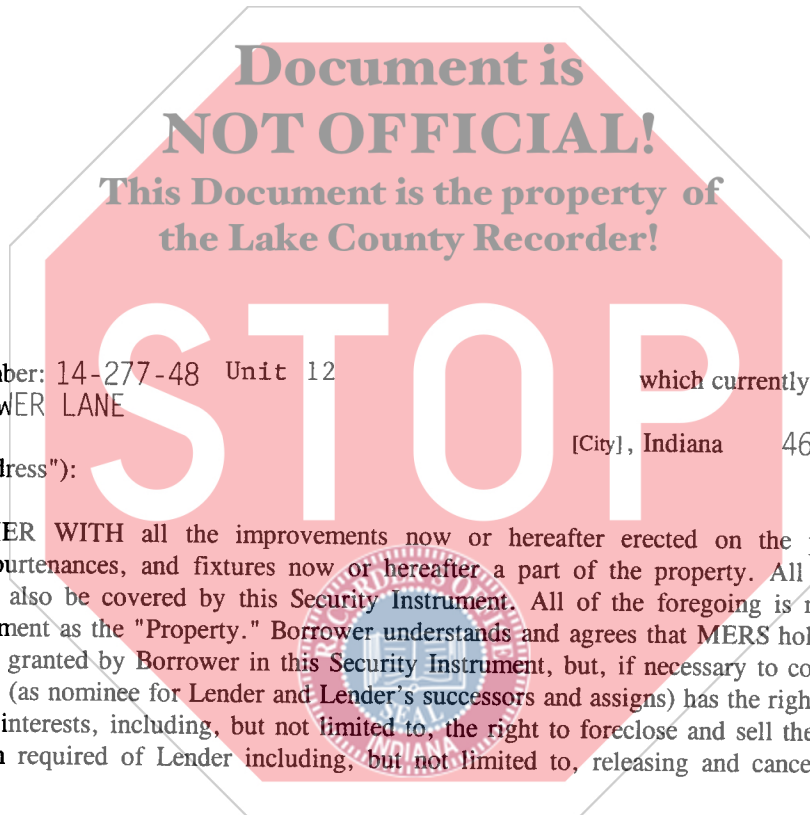 Document is
NOT OFFICIAL!
This Document is the property of
the Lake County Recorder!
STOP
ber: 14-277-48 Unit 12 which currently
WER LANE
[City], Indiana 46
dress"):
ER WITH all the improvements now or hereafter erected on the
ourtenances, and fixtures now or hereafter a part of the property. All
also be covered by this Security Instrument. All of the foregoing is
ment as the "Property." Borrower understands and agrees that MERS hol
granted by Borrower in this Security Instrument, but, if necessary to co
(as nominee for Lender and Lender's successors and assigns) has the right
interests, including, but not limited to, the right to foreclose and sell the
n required of Lender including, but not limited to, releasing and cance
SEAL
INDIANA